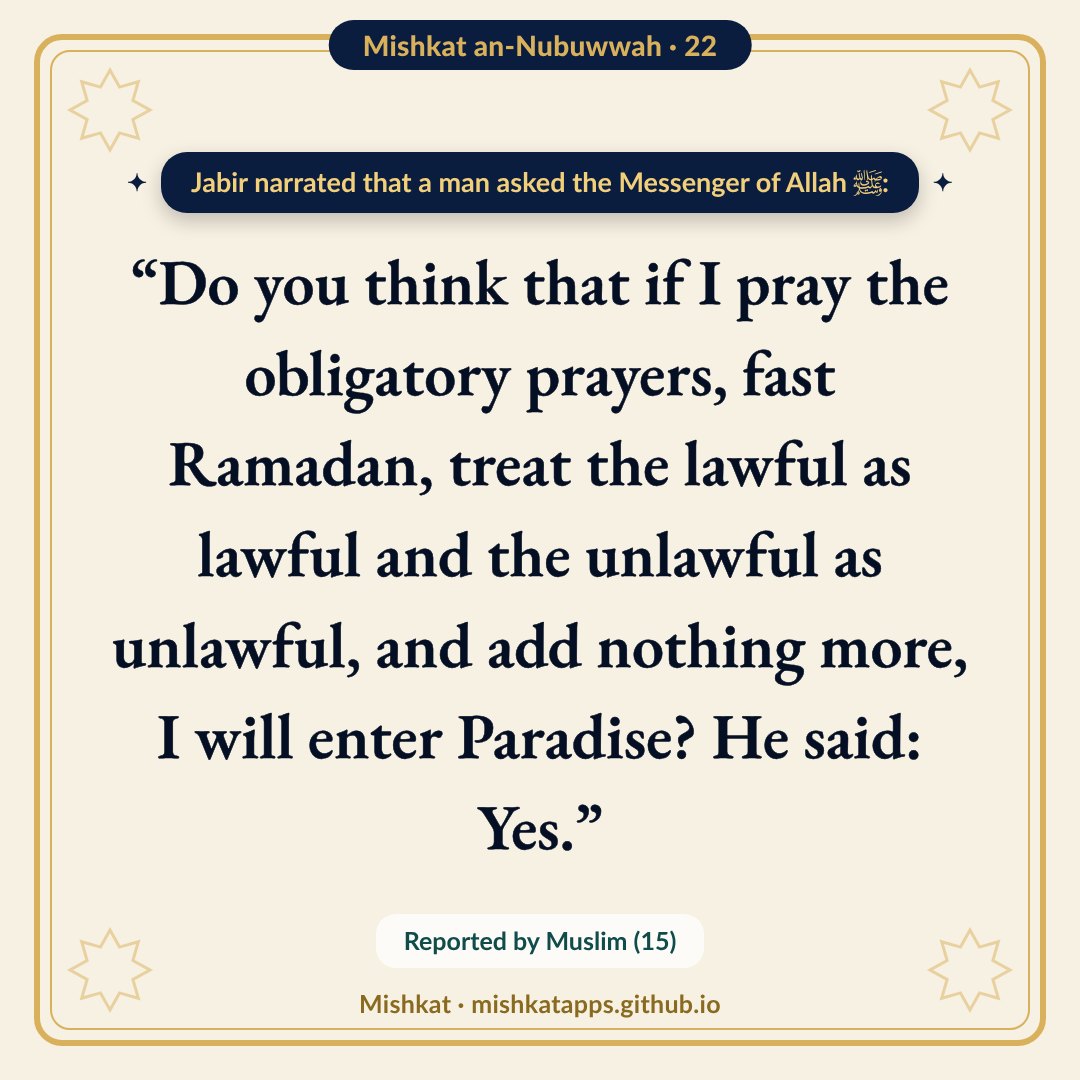 Mishkat an-Nubuwwah · 22
Jabir narrated that a man asked the Messenger of Allah ﷺ:
“Do you think that if I pray the
obligatory prayers, fast
Ramadan, treat the lawful as
lawful and the unlawful as
unlawful, and add nothing more,
I will enter Paradise? He said:
Yes.”
Reported by Muslim (15)
Mishkat · mishkatapps.github.io